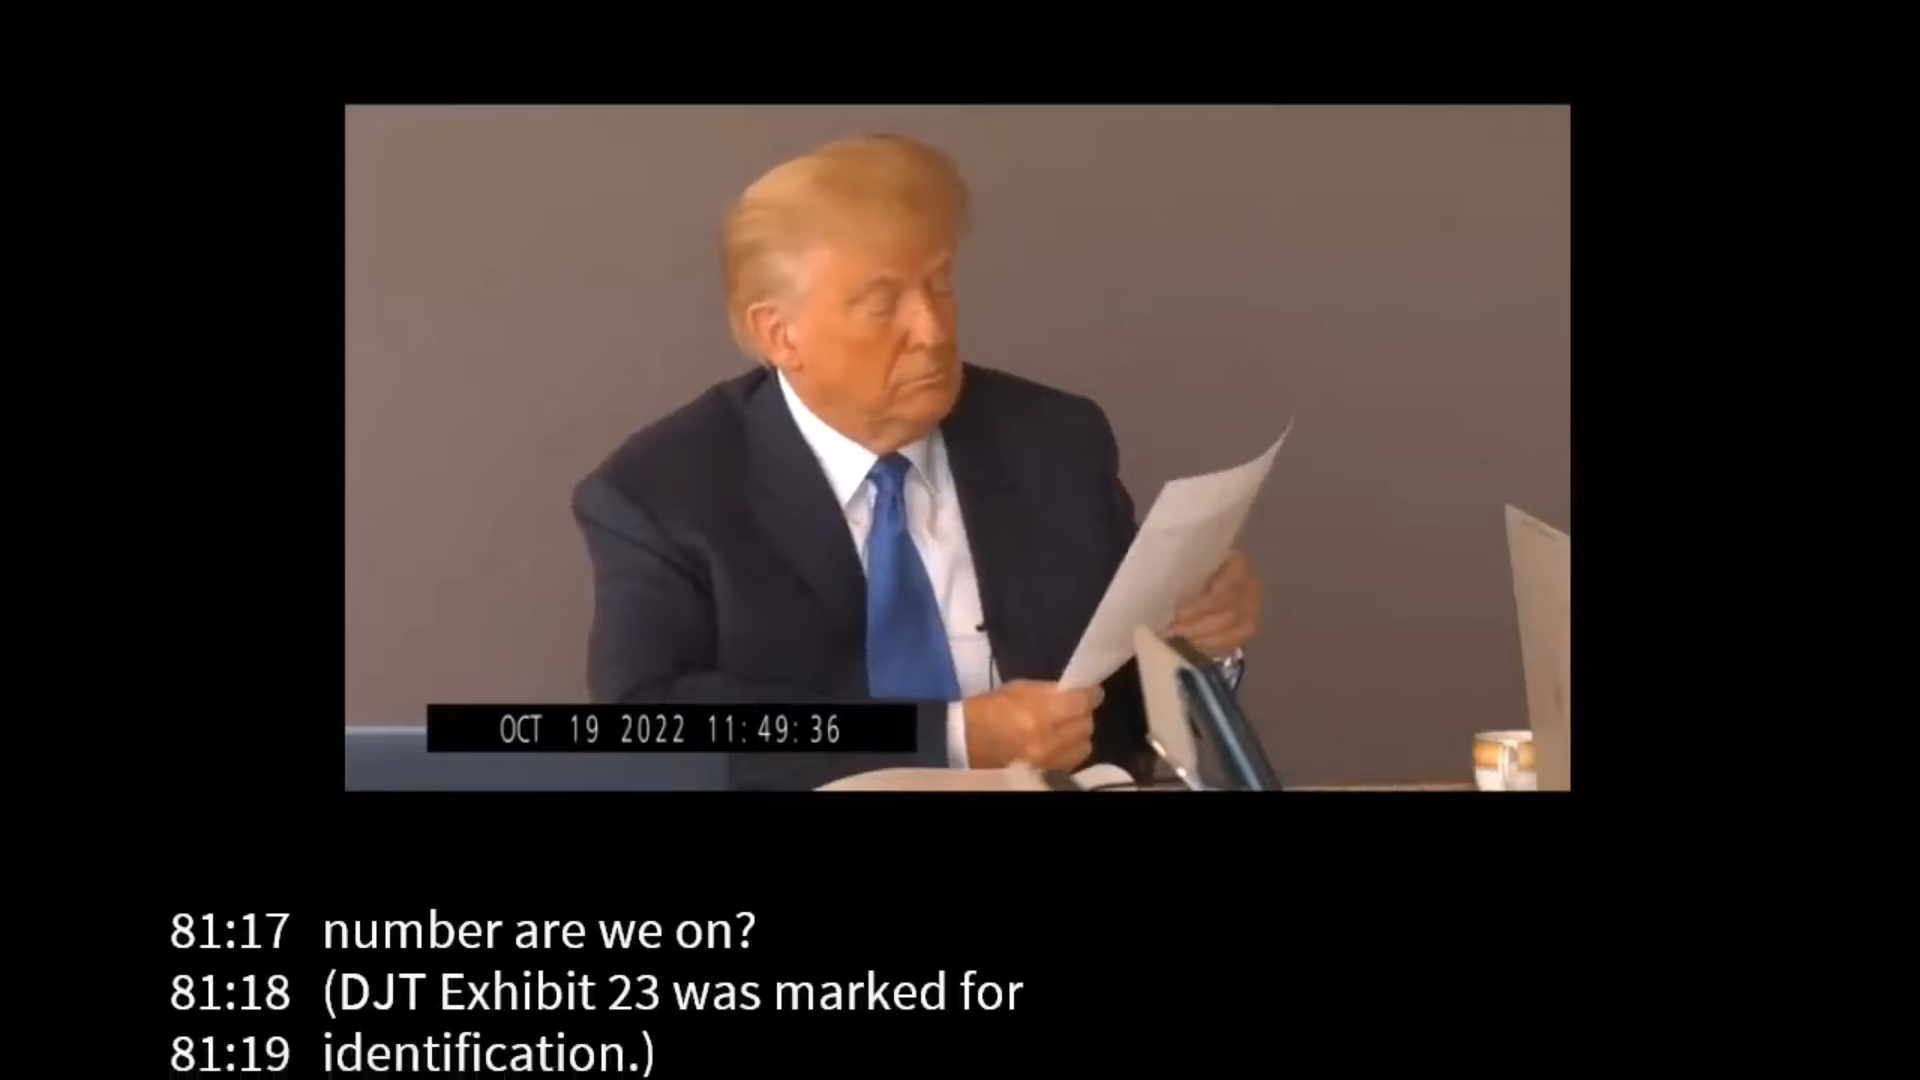 OCT 19 2022 11:49:36
81:17 number are we on?
81:18 (DJT Exhibit 23 was marked for
81:19 identification.)